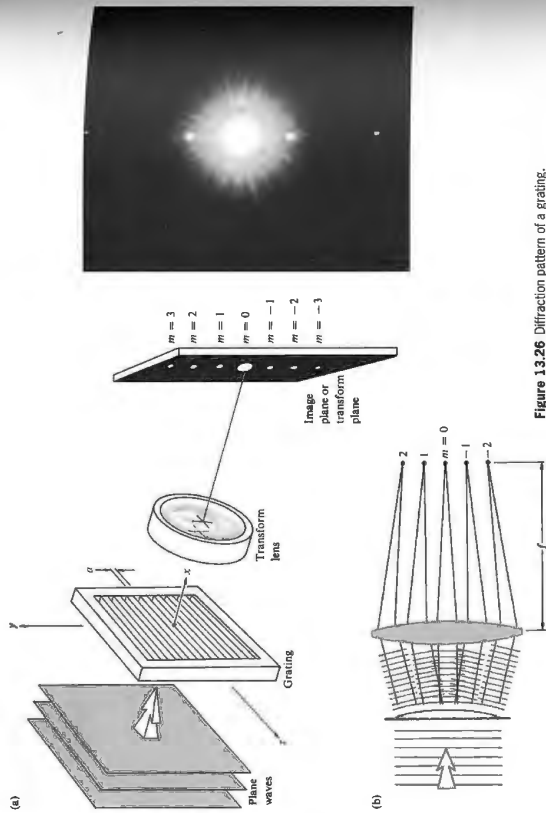 (a)
y
a
x
z
Plane
waves
Grating
Transform
lens
Image
plane or
transform
plane
m = 3
m = 2
m = 1
m = 0
m = -1
m = -2
m = -3
(b)
2
1
m = 0
-1
-2
f
Figure 13.26 Diffraction pattern of a grating.